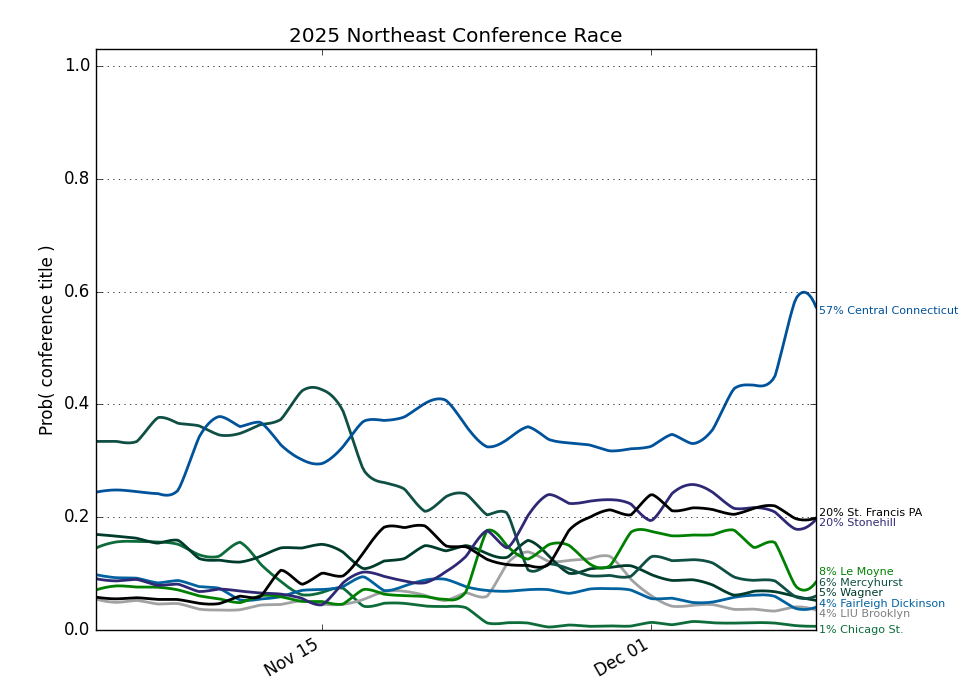 2025 Northeast Conference Race
Prob( conference title )
1.0
0.8
0.6
0.4
0.2
0.0
Nov 15
Dec 01
57% Central Connecticut
20% St. Francis PA
20% Stonehill
8% Le Moyne
6% Mercyhurst
5% Wagner
4% Fairleigh Dickinson
4% LIU Brooklyn
1% Chicago St.